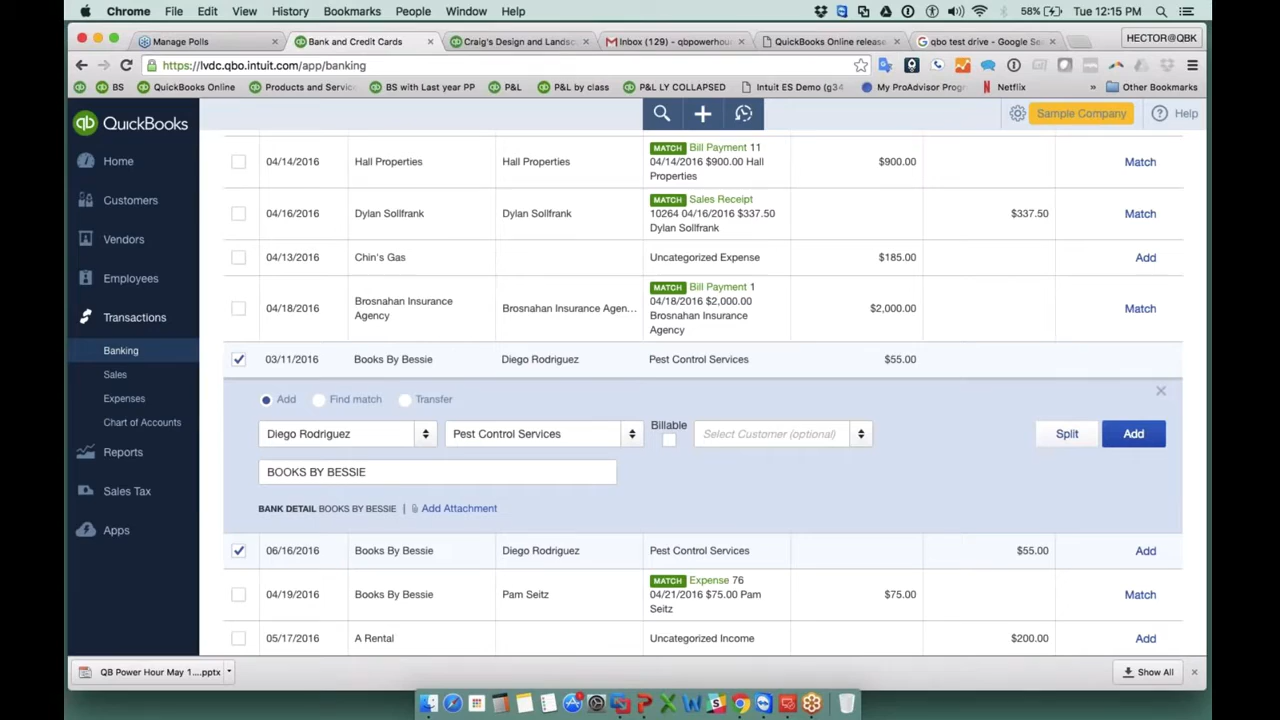 Chrome File Edit View History Bookmarks People Window Help 58% Tue 12:15 PM
Manage Polls Bank and Credit Cards Craig's Design and Landsc Inbox (129) - qbpowerhou QuickBooks Online release qbo test drive - Google Se HECTOR@QBK
https://lvdc.qbo.intuit.com/app/banking
BS QuickBooks Online Products and Servic BS with Last year PP P&L P&L by class P&L LY COLLAPSED Intuit ES Demo (g34 My ProAdvisor Progr Netflix » Other Bookmarks
qb QuickBooks Sample Company ? Help
Home
Customers
Vendors
Employees
Transactions
Banking
Sales
Expenses
Chart of Accounts
Reports
Sales Tax
Apps
04/14/2016 Hall Properties Hall Properties MATCH Bill Payment 11 $900.00 Match
04/14/2016 $900.00 Hall
Properties
04/16/2016 Dylan Sollfrank Dylan Sollfrank MATCH Sales Receipt $337.50 Match
10264 04/16/2016 $337.50
Dylan Sollfrank
04/13/2016 Chin's Gas Uncategorized Expense $185.00 Add
04/18/2016 Brosnahan Insurance Agency Brosnahan Insurance Agen... MATCH Bill Payment 1 $2,000.00 Match
04/18/2016 $2,000.00
Brosnahan Insurance
Agency
03/11/2016 Books By Bessie Diego Rodriguez Pest Control Services $55.00
Add Find match Transfer
Diego Rodriguez Pest Control Services Billable Select Customer (optional) Split Add
BOOKS BY BESSIE
BANK DETAIL BOOKS BY BESSIE | Add Attachment
06/16/2016 Books By Bessie Diego Rodriguez Pest Control Services $55.00 Add
04/19/2016 Books By Bessie Pam Seitz MATCH Expense 76 $75.00 Match
04/21/2016 $75.00 Pam
Seitz
05/17/2016 A Rental Uncategorized Income $200.00 Add
QB Power Hour May 1....pptx Show All